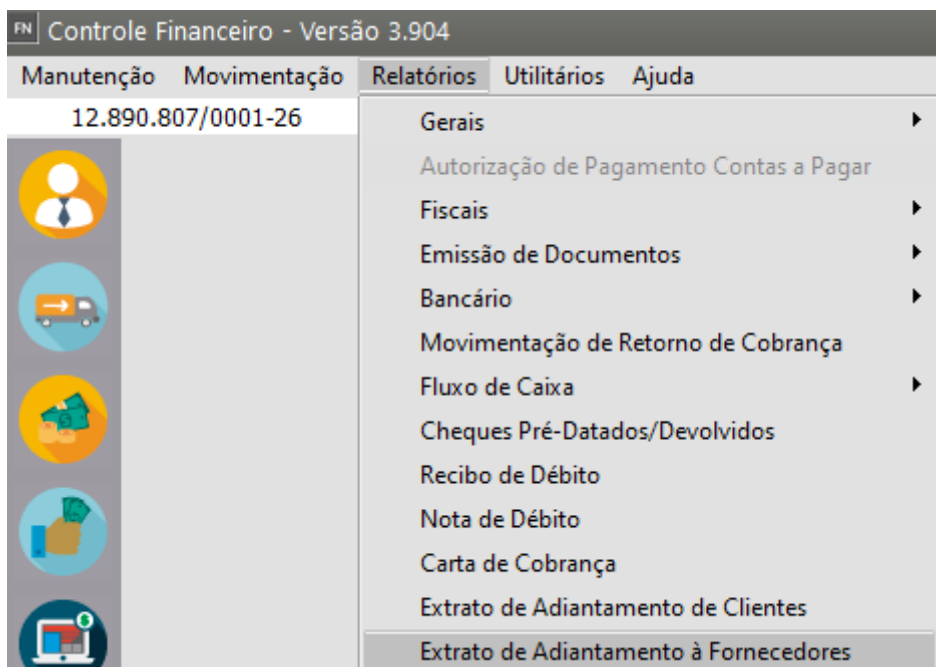 FN Controle Financeiro - Versão 3.904
Manutenção Movimentação Relatórios Utilitários Ajuda
12.890.807/0001-26
Gerais
Autorização de Pagamento Contas a Pagar
Fiscais
Emissão de Documentos
Bancário
Movimentação de Retorno de Cobrança
Fluxo de Caixa
Cheques Pré-Datados/Devolvidos
Recibo de Débito
Nota de Débito
Carta de Cobrança
Extrato de Adiantamento de Clientes
Extrato de Adiantamento à Fornecedores